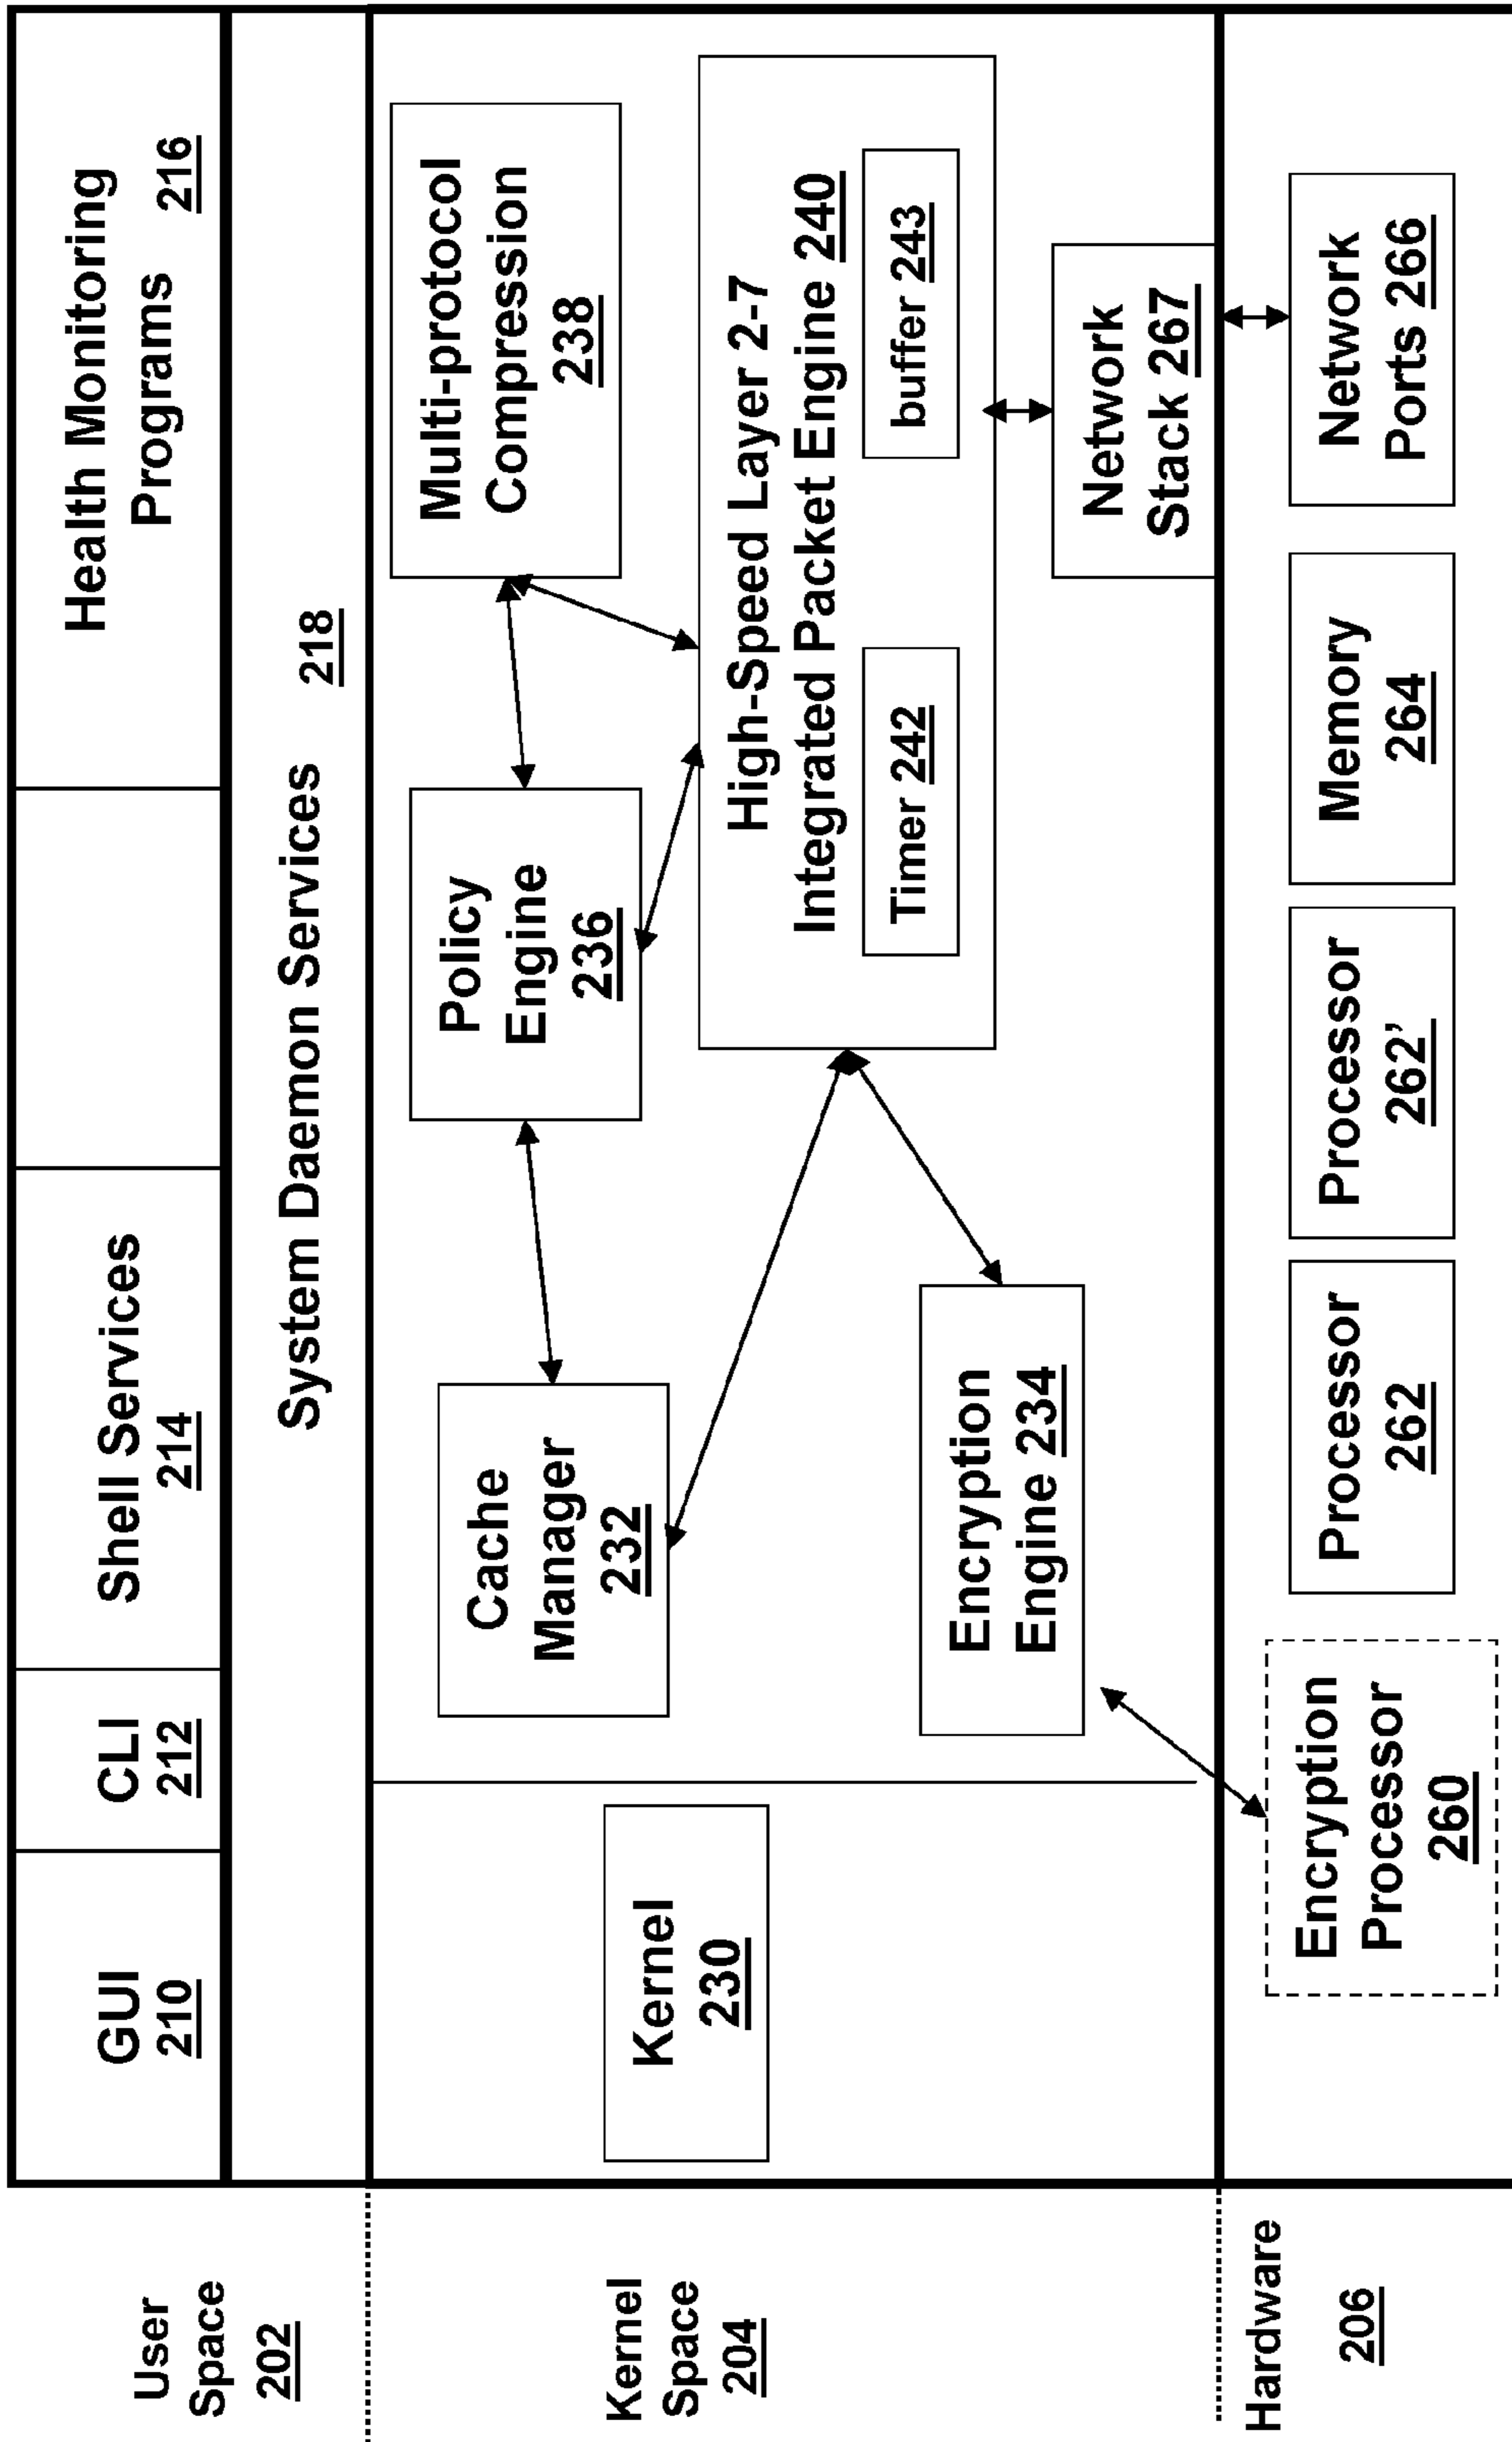 User
Space
202
GUI
210
CLI
212
Shell Services
214
Health Monitoring
Programs 216
System Daemon Services 218
Kernel
Space
204
Kernel
230
Cache
Manager
232
Policy
Engine
236
Multi-protocol
Compression
238
High-Speed Layer 2-7
Integrated Packet Engine 240
Timer 242
buffer 243
Encryption
Engine 234
Network
Stack 267
Hardware
206
Encryption
Processor
260
Processor
262
Processor
262’
Memory
264
Network
Ports 266